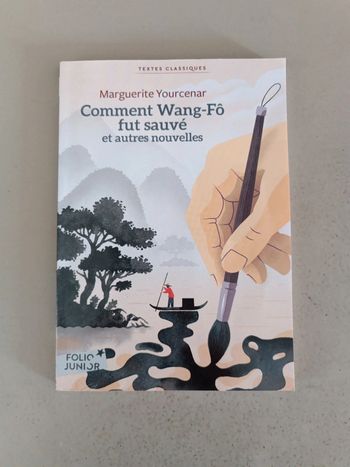 TEXTES CLASSIQUES
Marguerite Yourcenar
Comment Wang-Fô
fut sauvé
et autres nouvelles
FOLIO
JUNIOR